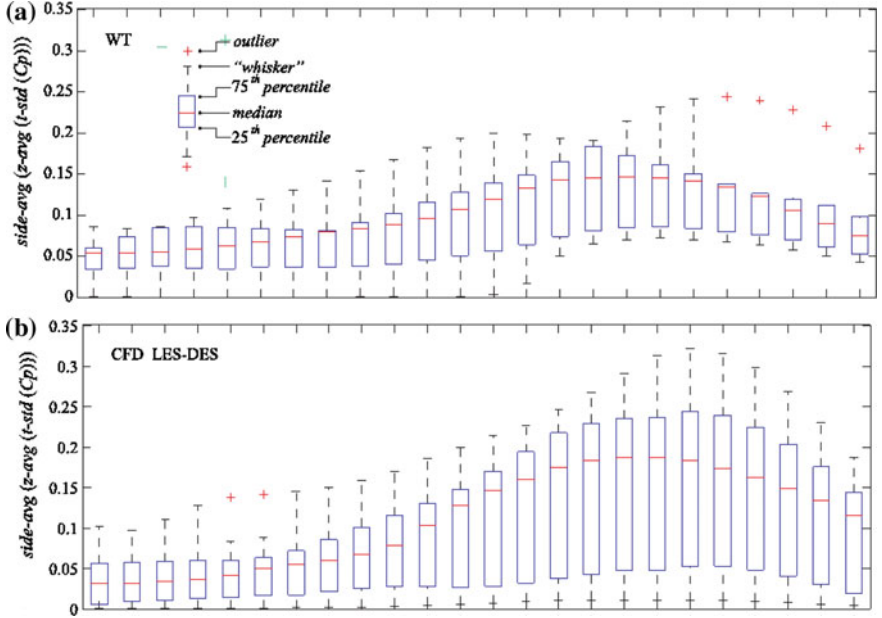 (a)
WT
side-avg (z-avg (t-std (Cp)))
0.35
0.3
0.25
0.2
0.15
0.1
0.05
0
outlier
“whisker”
75th percentile
median
25th percentile
(b)
CFD LES-DES
side-avg (z-avg (t-std (Cp)))
0.35
0.3
0.25
0.2
0.15
0.1
0.05
0